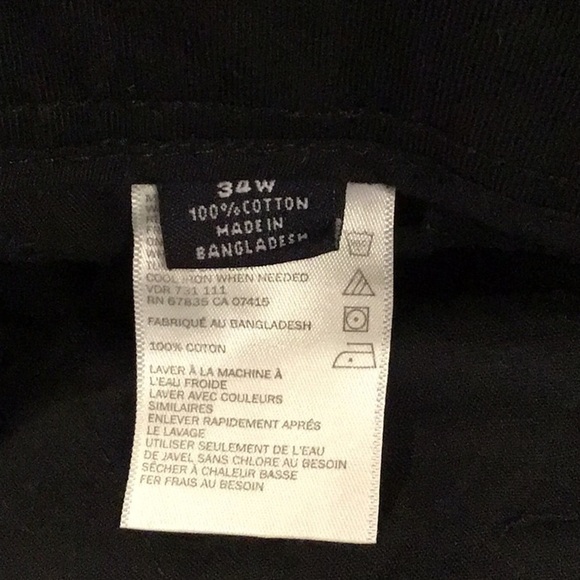 34W
100%COTTON
MADE IN
BANGLADESH
COOL IRON WHEN NEEDED
VDR 731 111
RN 67835 CA 07415
FABRIQUÉ AU BANGLADESH
100% COTON
LAVER À LA MACHINE À
L'EAU FROIDE
LAVER AVEC COULEURS
SIMILAIRES
ENLEVER RAPIDEMENT APRÉS
LE LAVAGE
UTILISER SEULEMENT DE L'EAU
DE JAVEL SANS CHLORE AU BESOIN
SÉCHER À CHALEUR BASSE
FER FRAIS AU BESOIN